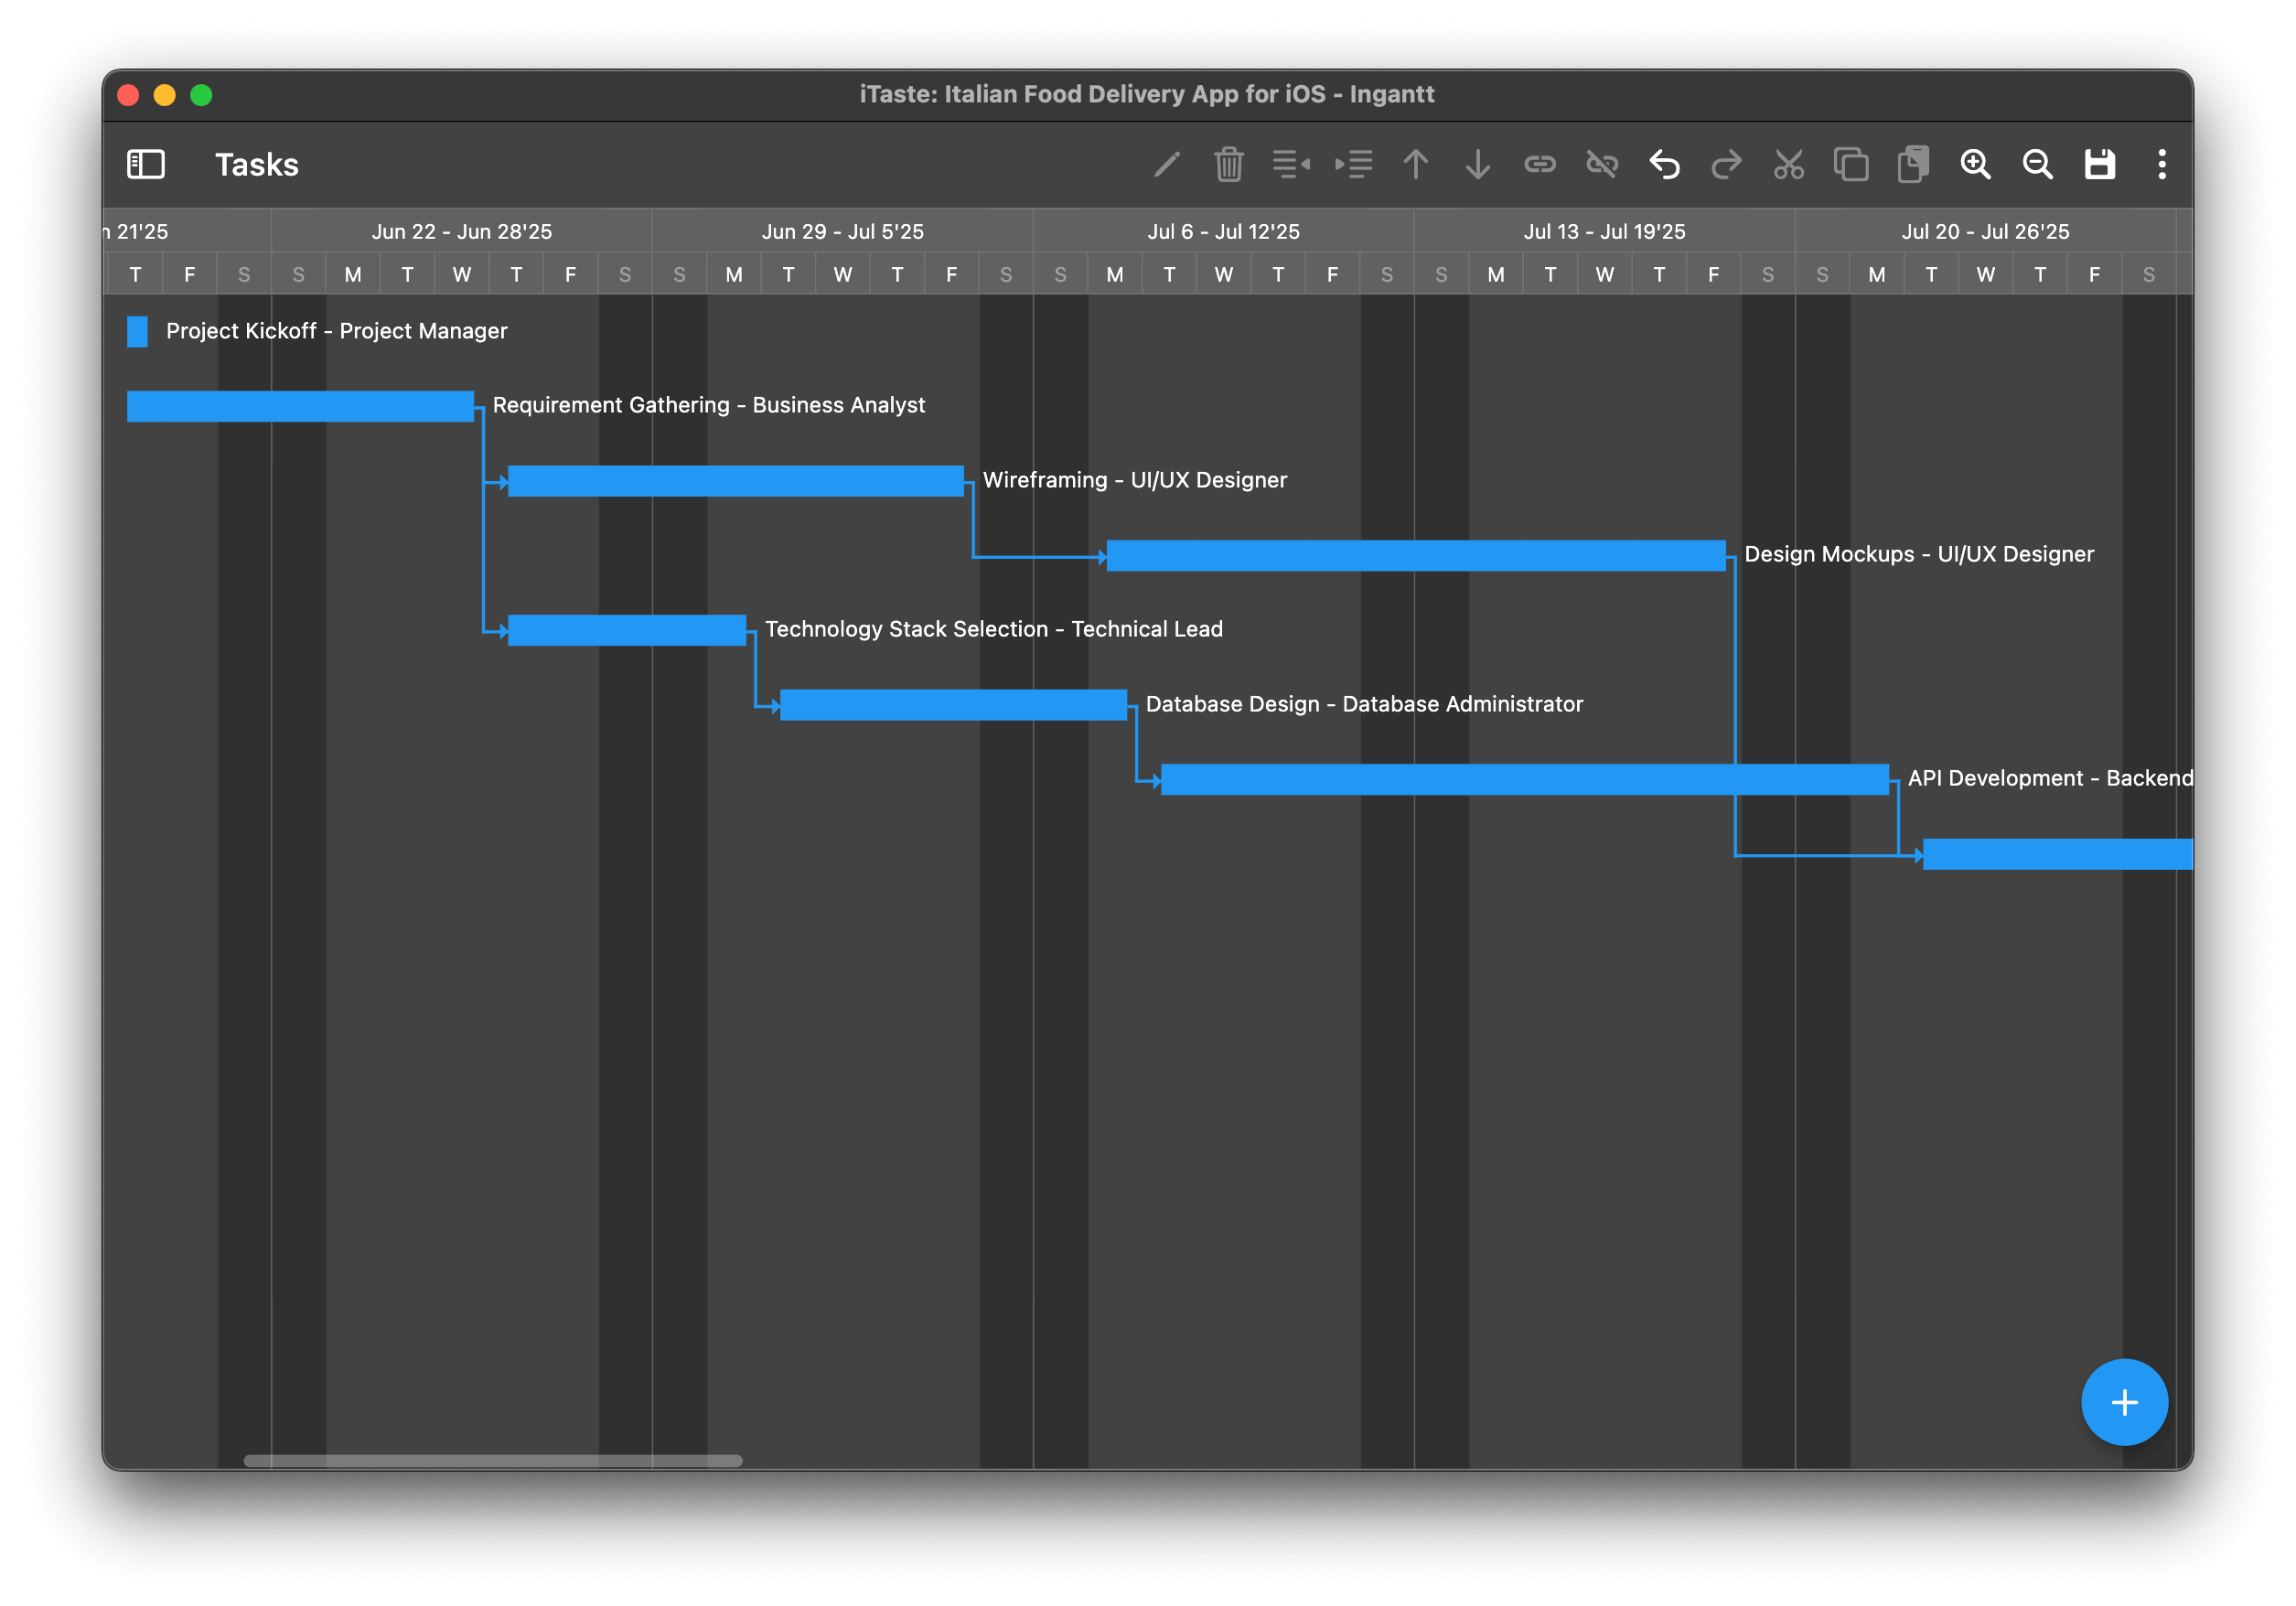 iTaste: Italian Food Delivery App for iOS - Ingantt
Tasks
21'25 Jun 22 - Jun 28'25 Jun 29 - Jul 5'25 Jul 6 - Jul 12'25 Jul 13 - Jul 19'25 Jul 20 - Jul 26'25
T F S S M T W T F S S M T W T F S S M T W T F S S M T W T F S S M T W T F S
Project Kickoff - Project Manager
Requirement Gathering - Business Analyst
Wireframing - UI/UX Designer
Design Mockups - UI/UX Designer
Technology Stack Selection - Technical Lead
Database Design - Database Administrator
API Development - Backend